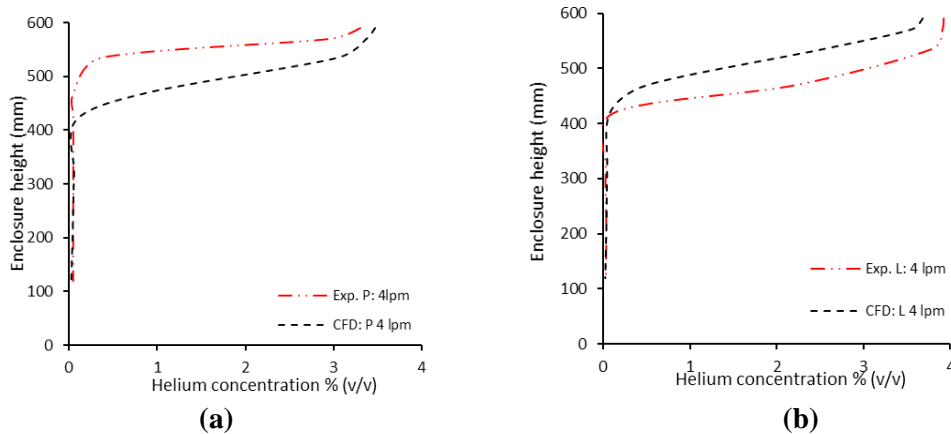 600
500
400
300
200
100
0
Enclosure height (mm)
Exp. P: 4lpm
CFD: P 4 lpm
0 1 2 3 4
Helium concentration % (v/v)
(a)
600
500
400
300
200
100
0
Enclosure height (mm)
Exp. L: 4 lpm
CFD: L 4 lpm
0 1 2 3 4
Helium concentration % (v/v)
(b)